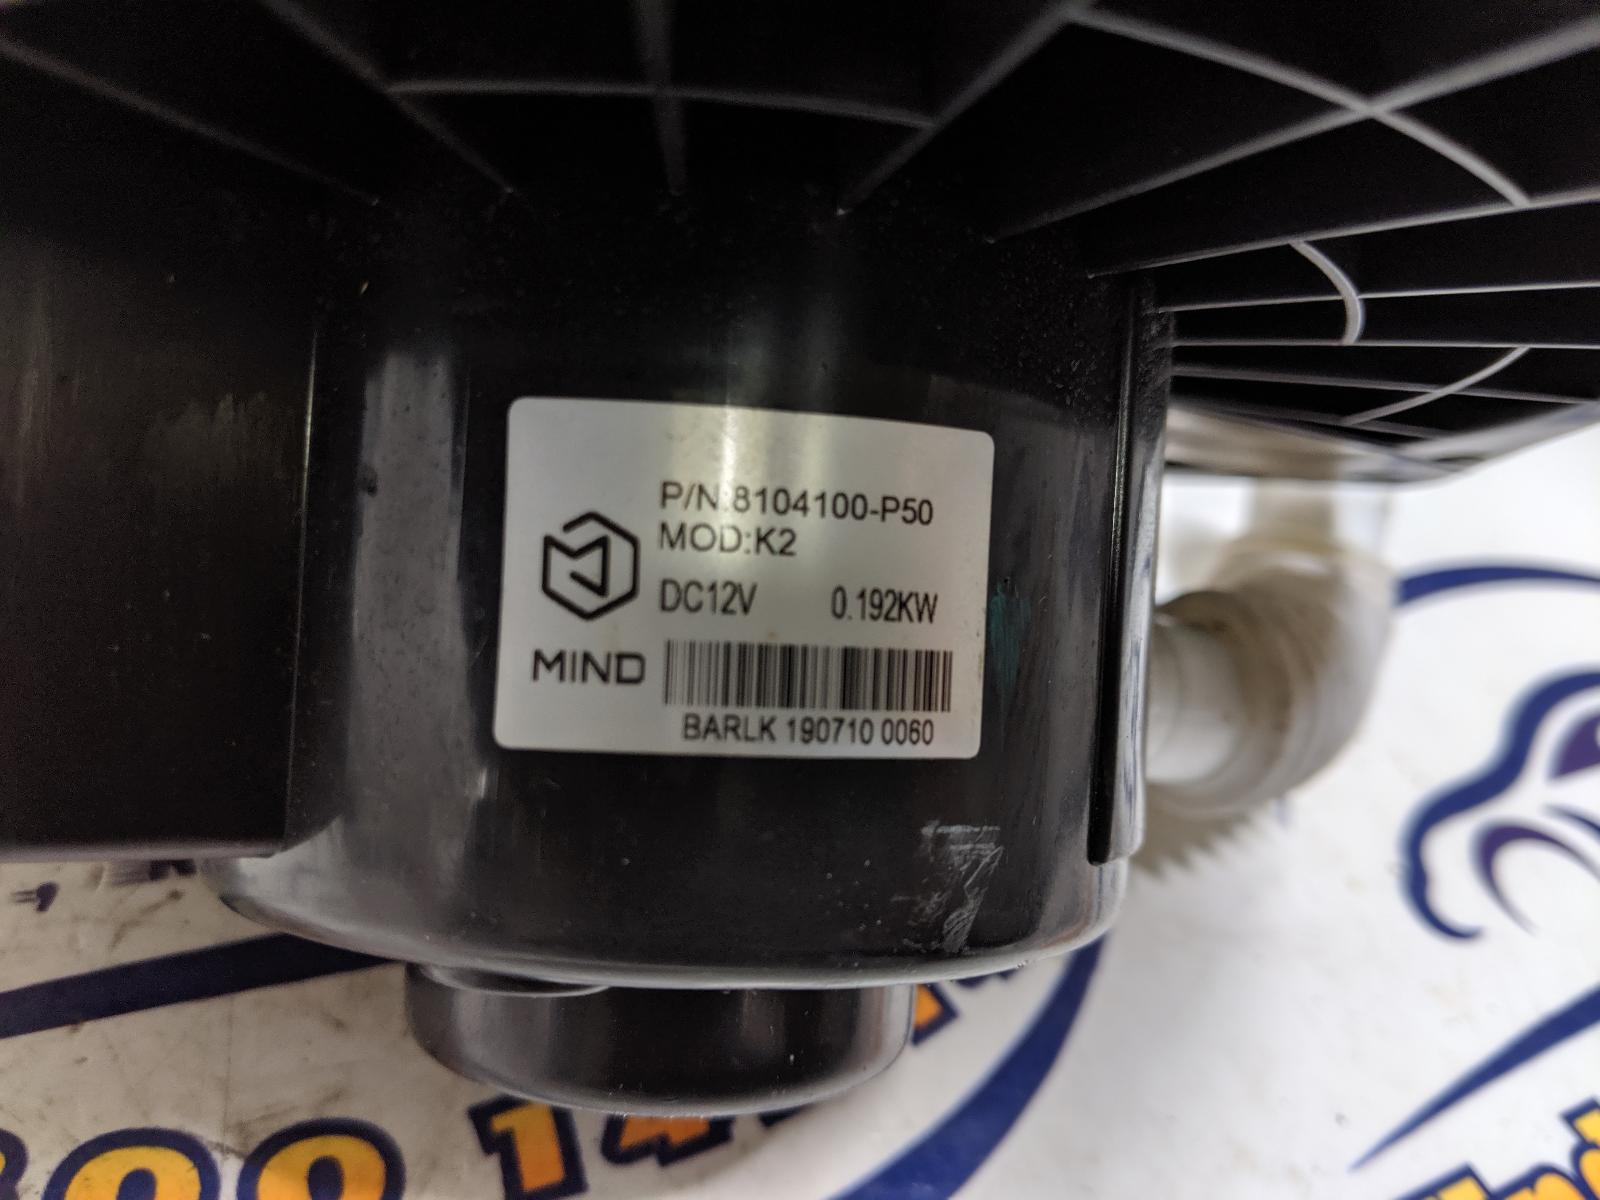 P/N:8104100-P50
MOD:K2
DC12V 0.192KW
MIND
BARLK 190710 0060